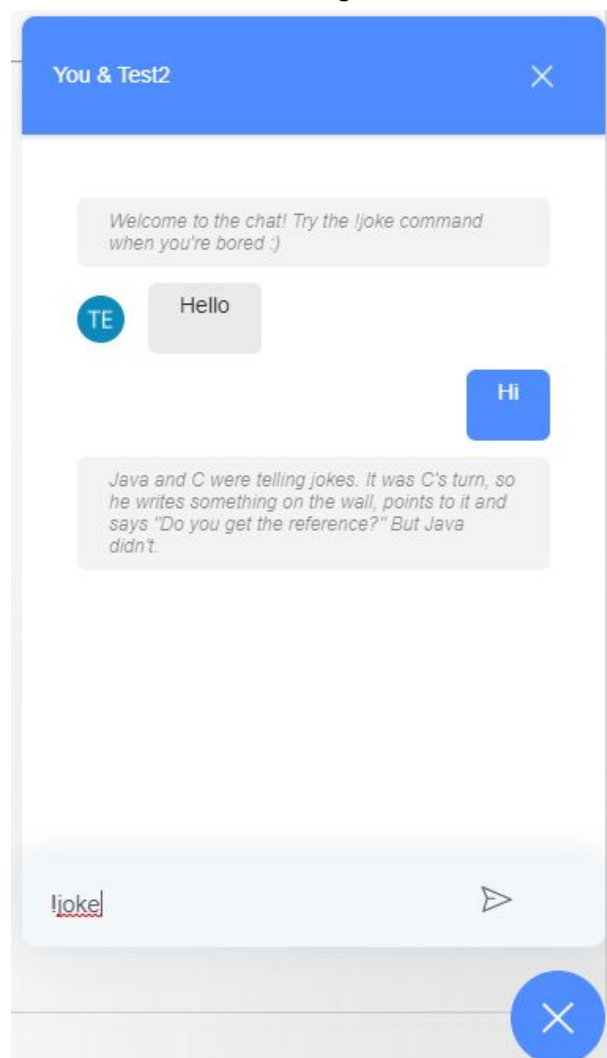 You & Test2
Welcome to the chat! Try the !joke command
when you're bored :)
TE
Hello
Hi
Java and C were telling jokes. It was C's turn, so
he writes something on the wall, points to it and
says "Do you get the reference?" But Java
didn't.
!joke